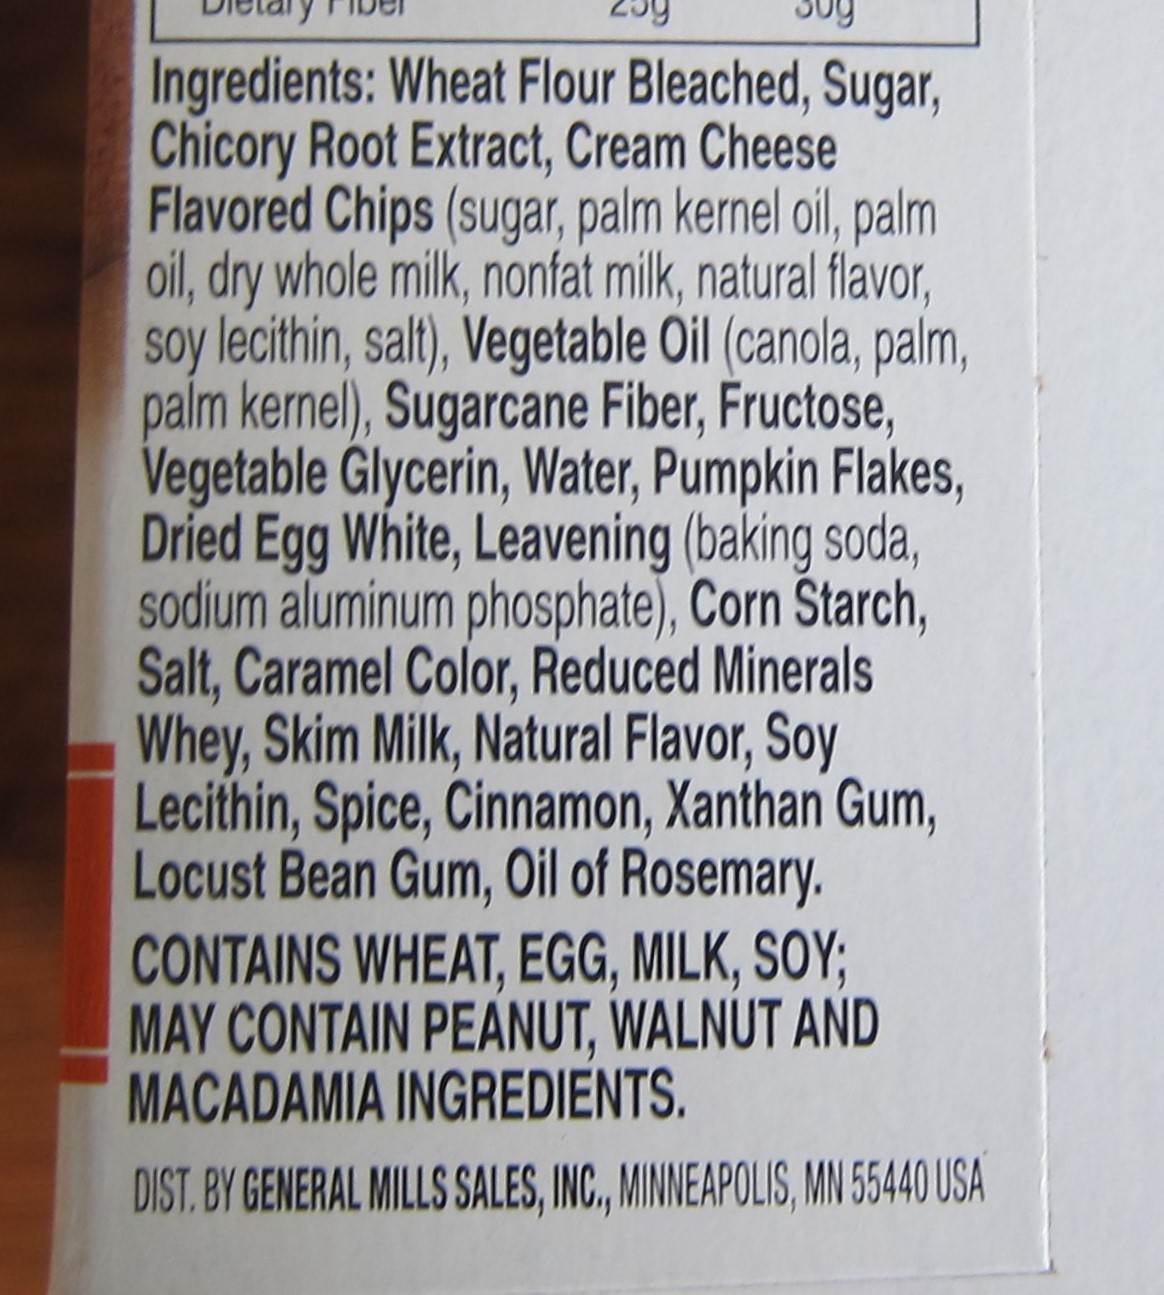 Dietary Fiber 25g 30g
Ingredients: Wheat Flour Bleached, Sugar,
Chicory Root Extract, Cream Cheese
Flavored Chips (sugar, palm kernel oil, palm
oil, dry whole milk, nonfat milk, natural flavor,
soy lecithin, salt), Vegetable Oil (canola, palm,
palm kernel), Sugarcane Fiber, Fructose,
Vegetable Glycerin, Water, Pumpkin Flakes,
Dried Egg White, Leavening (baking soda,
sodium aluminum phosphate), Corn Starch,
Salt, Caramel Color, Reduced Minerals
Whey, Skim Milk, Natural Flavor, Soy
Lecithin, Spice, Cinnamon, Xanthan Gum,
Locust Bean Gum, Oil of Rosemary.
CONTAINS WHEAT, EGG, MILK, SOY;
MAY CONTAIN PEANUT, WALNUT AND
MACADAMIA INGREDIENTS.
DIST. BY GENERAL MILLS SALES, INC., MINNEAPOLIS, MN 55440 USA